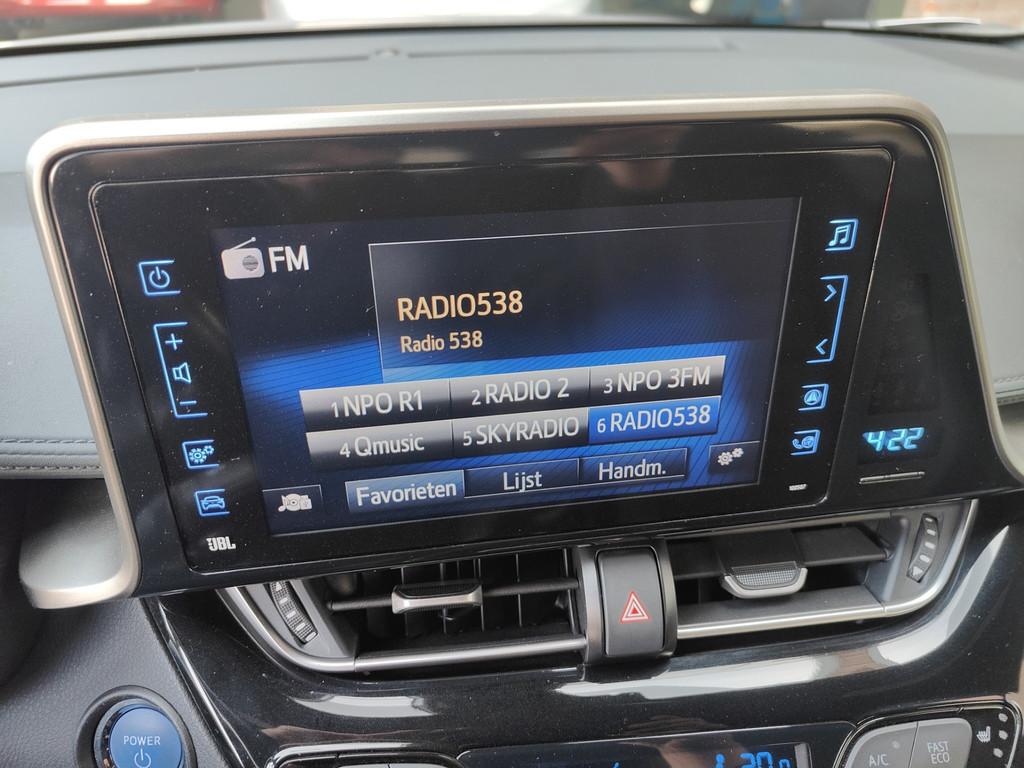 FM
RADIO538
Radio 538
1 NPO R1 2 RADIO 2 3 NPO 3FM
4 Qmusic 5 SKYRADIO 6 RADIO538
Favorieten Lijst Handm.
JBL
4:22
POWER
A/C FAST ECO